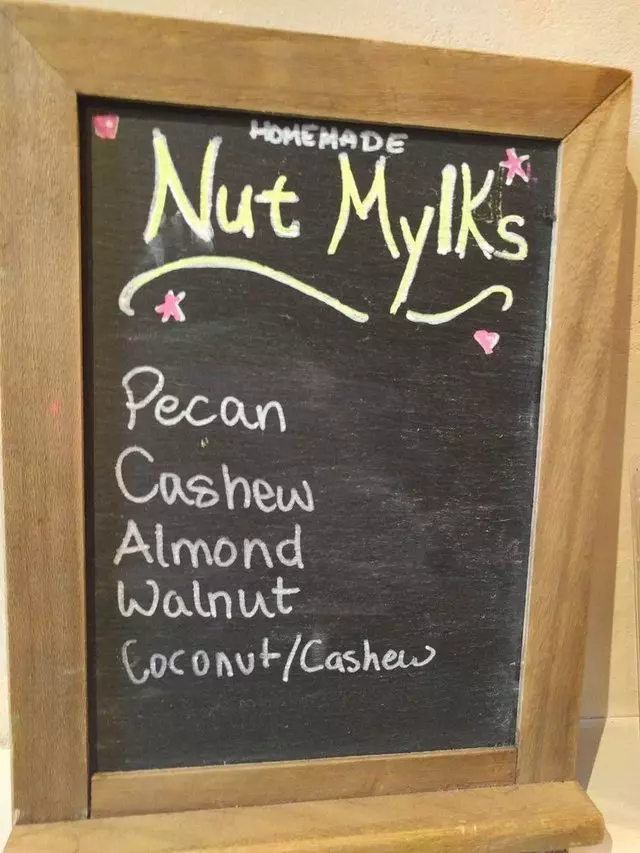 HOMEMADE
Nut Mylks
Pecan
Cashew
Almond
Walnut
Coconut/Cashew